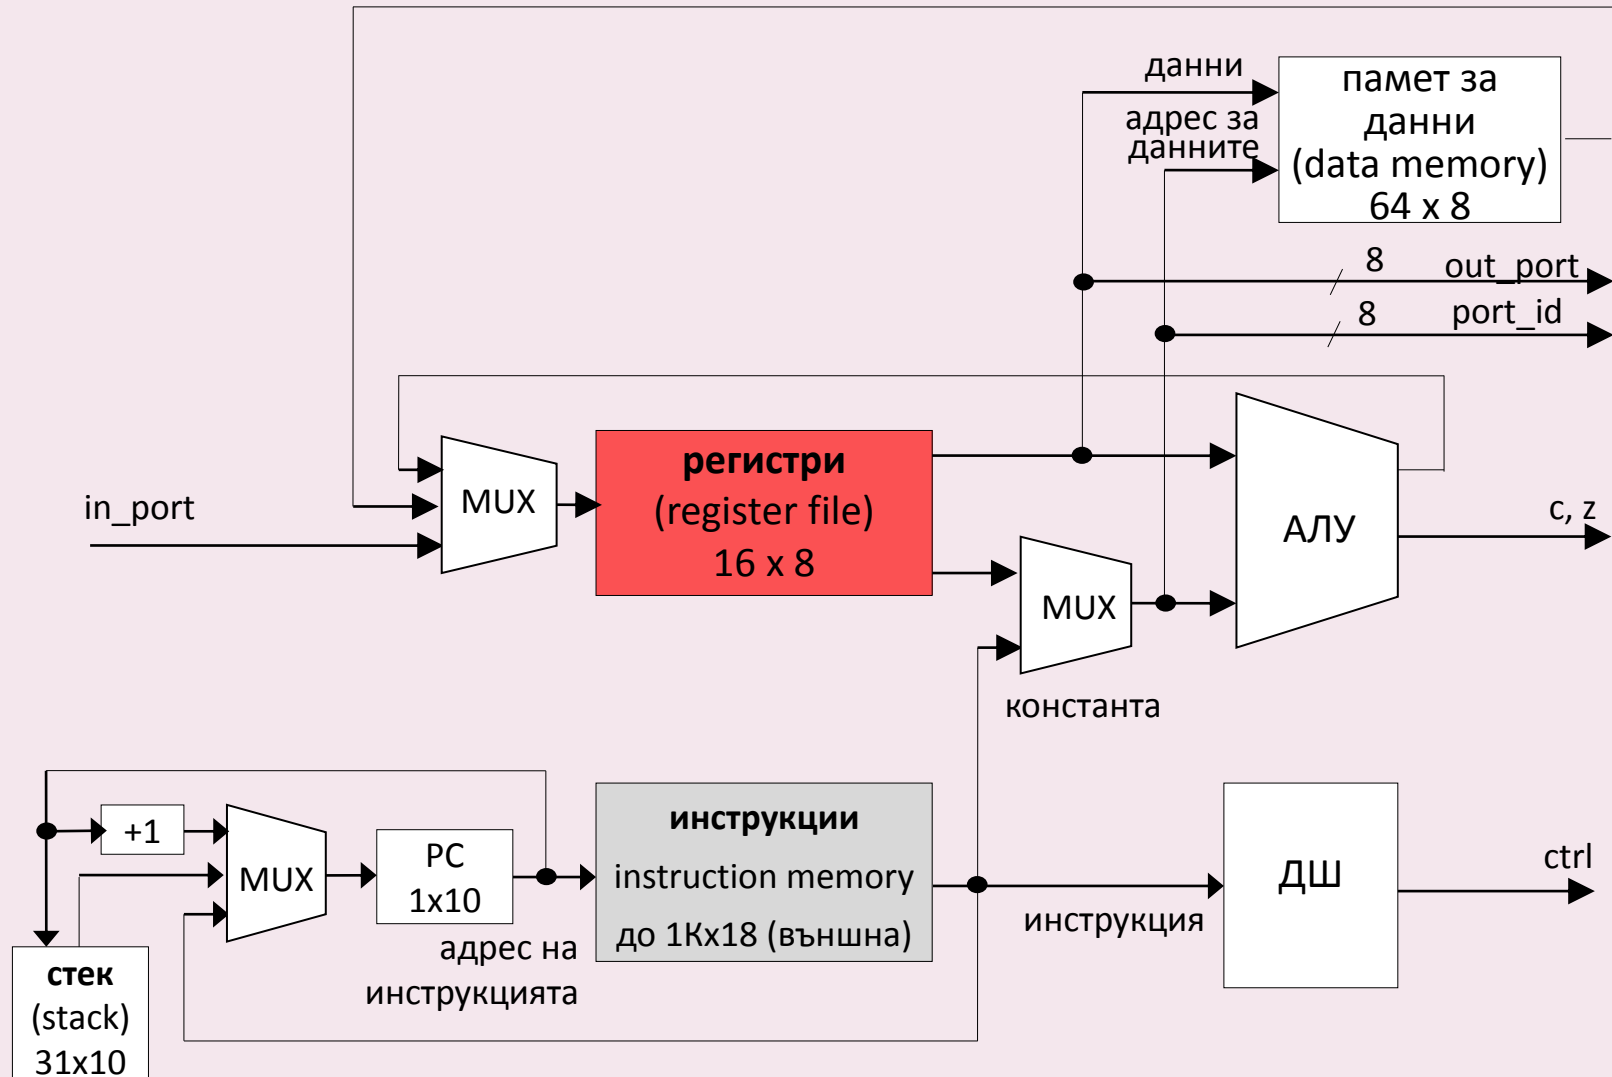 данни
адрес за
данните
памет за
данни
(data memory)
64 x 8
8
out_port
8
port_id
in_port
MUX
регистри
(register file)
16 x 8
MUX
АЛУ
c, z
константа
+1
MUX
PC
1x10
адрес на
инструкцията
инструкции
instruction memory
до 1Кх18 (външна)
инструкция
ДШ
ctrl
стек
(stack)
31x10